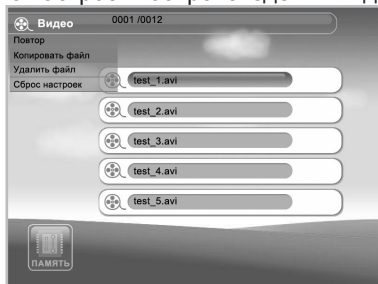 Видео 0001 /0012
Повтор
Копировать файл
Удалить файл
Сброс настроек
test_1.avi
test_2.avi
test_3.avi
test_4.avi
test_5.avi
ПАМЯТЬ